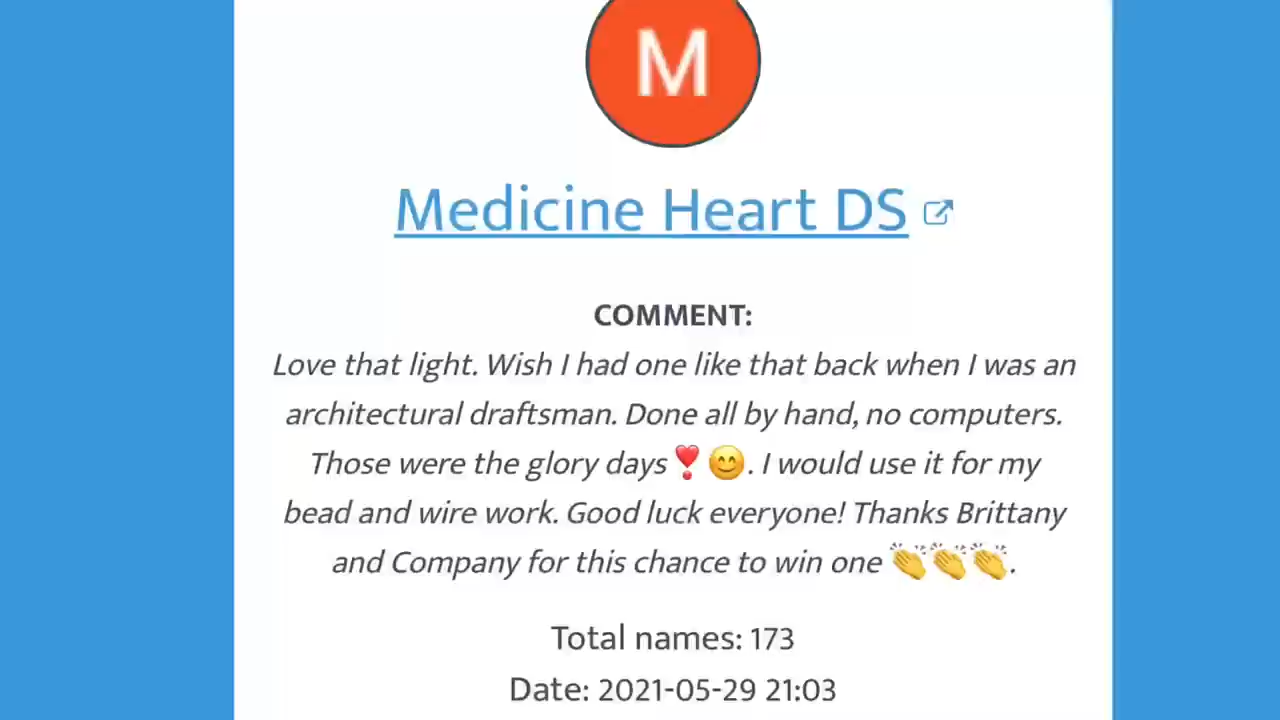 M
Medicine Heart DS
COMMENT:
Love that light. Wish I had one like that back when I was an
architectural draftsman. Done all by hand, no computers.
Those were the glory days❣️😊. I would use it for my
bead and wire work. Good luck everyone! Thanks Brittany
and Company for this chance to win one 👏👏👏.
Total names: 173
Date: 2021-05-29 21:03